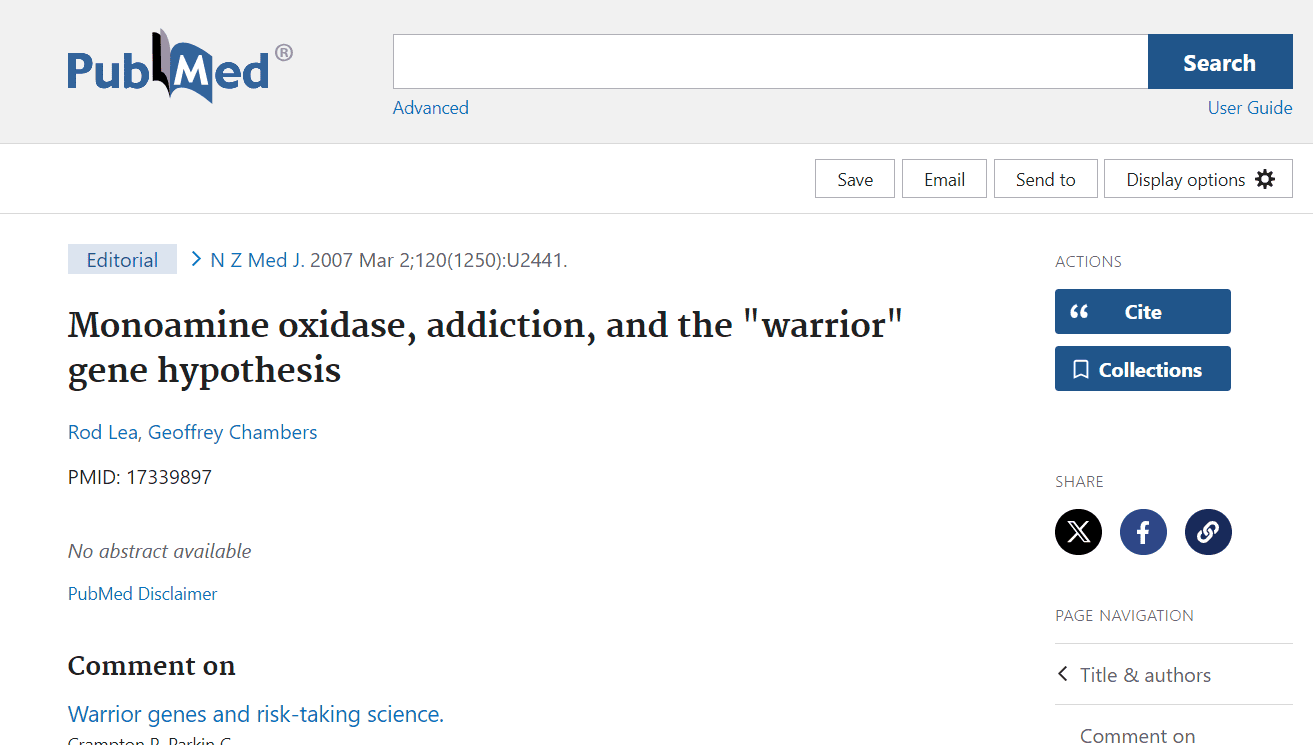 PubMed®
Search
Advanced
User Guide
Save
Email
Send to
Display options
Editorial
N Z Med J. 2007 Mar 2;120(1250):U2441.
ACTIONS
Monoamine oxidase, addiction, and the "warrior"
gene hypothesis
Cite
Collections
Rod Lea, Geoffrey Chambers
PMID: 17339897
SHARE
No abstract available
PubMed Disclaimer
PAGE NAVIGATION
Comment on
Title & authors
Warrior genes and risk-taking science.
Crampton P, Parkin C.
Comment on